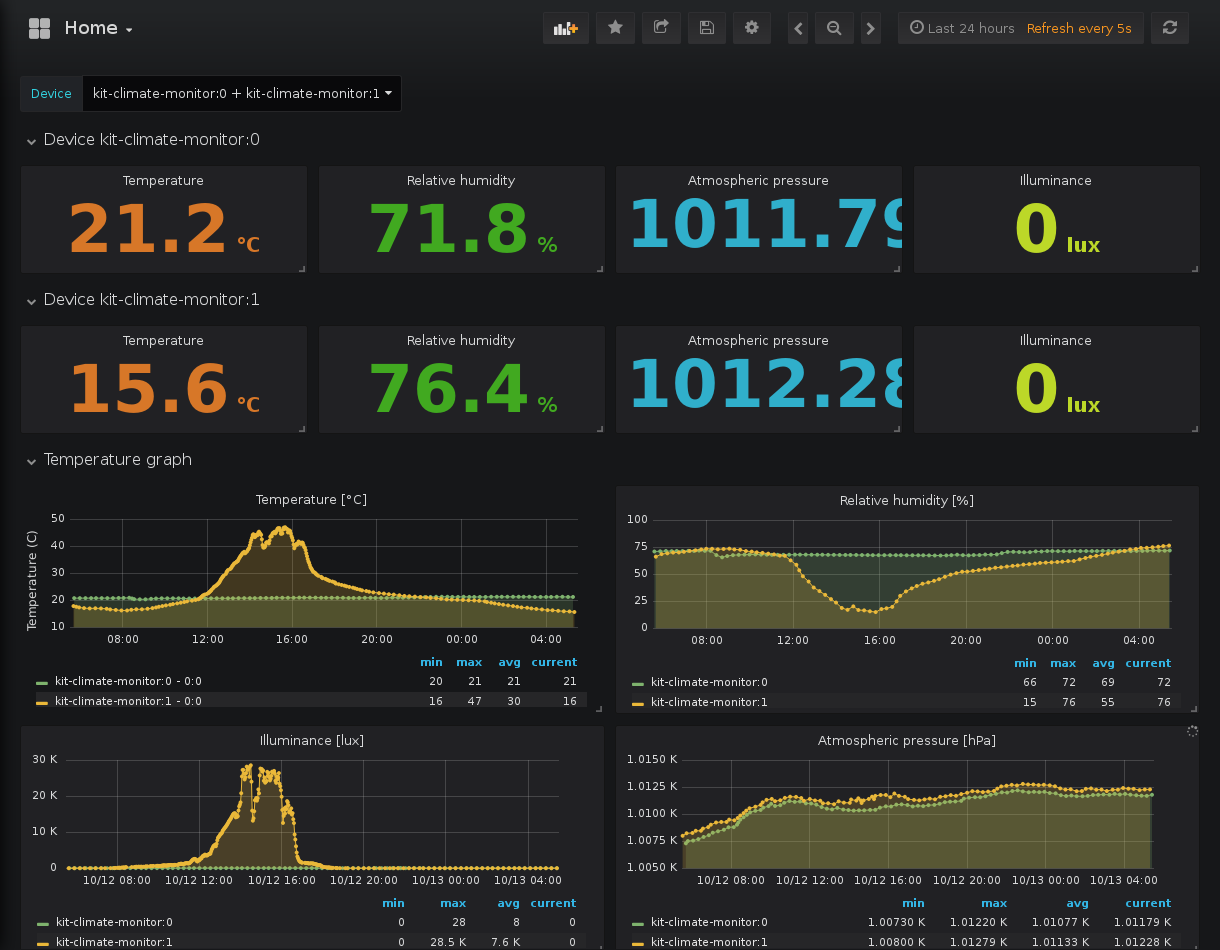 Home
Last 24 hours Refresh every 5s
Device kit-climate-monitor:0 + kit-climate-monitor:1
Device kit-climate-monitor:0
Temperature Relative humidity Atmospheric pressure Illuminance
21.2 °C 71.8 % 1011.79 0 lux
Device kit-climate-monitor:1
Temperature Relative humidity Atmospheric pressure Illuminance
15.6 °C 76.4 % 1012.28 0 lux
Temperature graph
Temperature [°C]
Temperature (C)
50
40
30
20
10
08:00 12:00 16:00 20:00 00:00 04:00
min max avg current
kit-climate-monitor:0 - 0:0 20 21 21 21
kit-climate-monitor:1 - 0:0 16 47 30 16
Relative humidity [%]
100
75
50
25
0
08:00 12:00 16:00 20:00 00:00 04:00
min max avg current
kit-climate-monitor:0 66 72 69 72
kit-climate-monitor:1 15 76 55 76
Illuminance [lux]
30 K
20 K
10 K
0
10/12 08:00 10/12 12:00 10/12 16:00 10/12 20:00 10/13 00:00 10/13 04:00
min max avg current
kit-climate-monitor:0 0 28 8 0
kit-climate-monitor:1 0 28.5 K 7.6 K 0
Atmospheric pressure [hPa]
1.0150 K
1.0125 K
1.0100 K
1.0075 K
1.0050 K
10/12 08:00 10/12 12:00 10/12 16:00 10/12 20:00 10/13 00:00 10/13 04:00
min max avg current
kit-climate-monitor:0 1.00730 K 1.01220 K 1.01077 K 1.01179 K
kit-climate-monitor:1 1.00800 K 1.01279 K 1.01133 K 1.01228 K